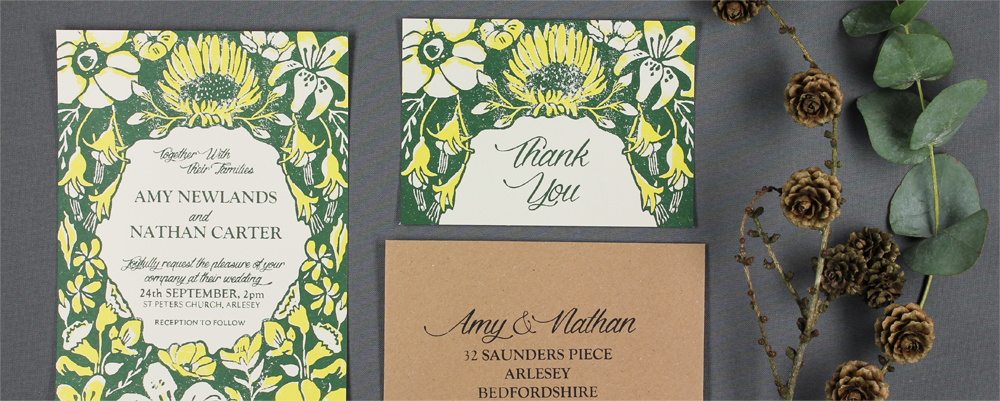 Together With
their Families
AMY NEWLANDS
and
NATHAN CARTER
Joyfully request the pleasure of your
company at their wedding
24th SEPTEMBER, 2pm
ST PETERS CHURCH, ARLESEY
RECEPTION TO FOLLOW
Thank
You
Amy & Nathan
32 SAUNDERS PIECE
ARLESEY
BEDFORDSHIRE